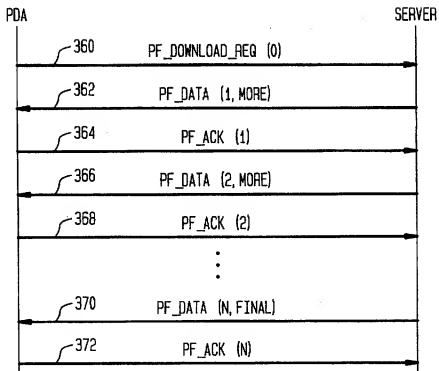 PDA SERVER
360 PF_DOWNLOAD_REQ (0)
362 PF_DATA (1, MORE)
364 PF_ACK (1)
366 PF_DATA (2, MORE)
368 PF_ACK (2)
370 PF_DATA (N, FINAL)
372 PF_ACK (N)